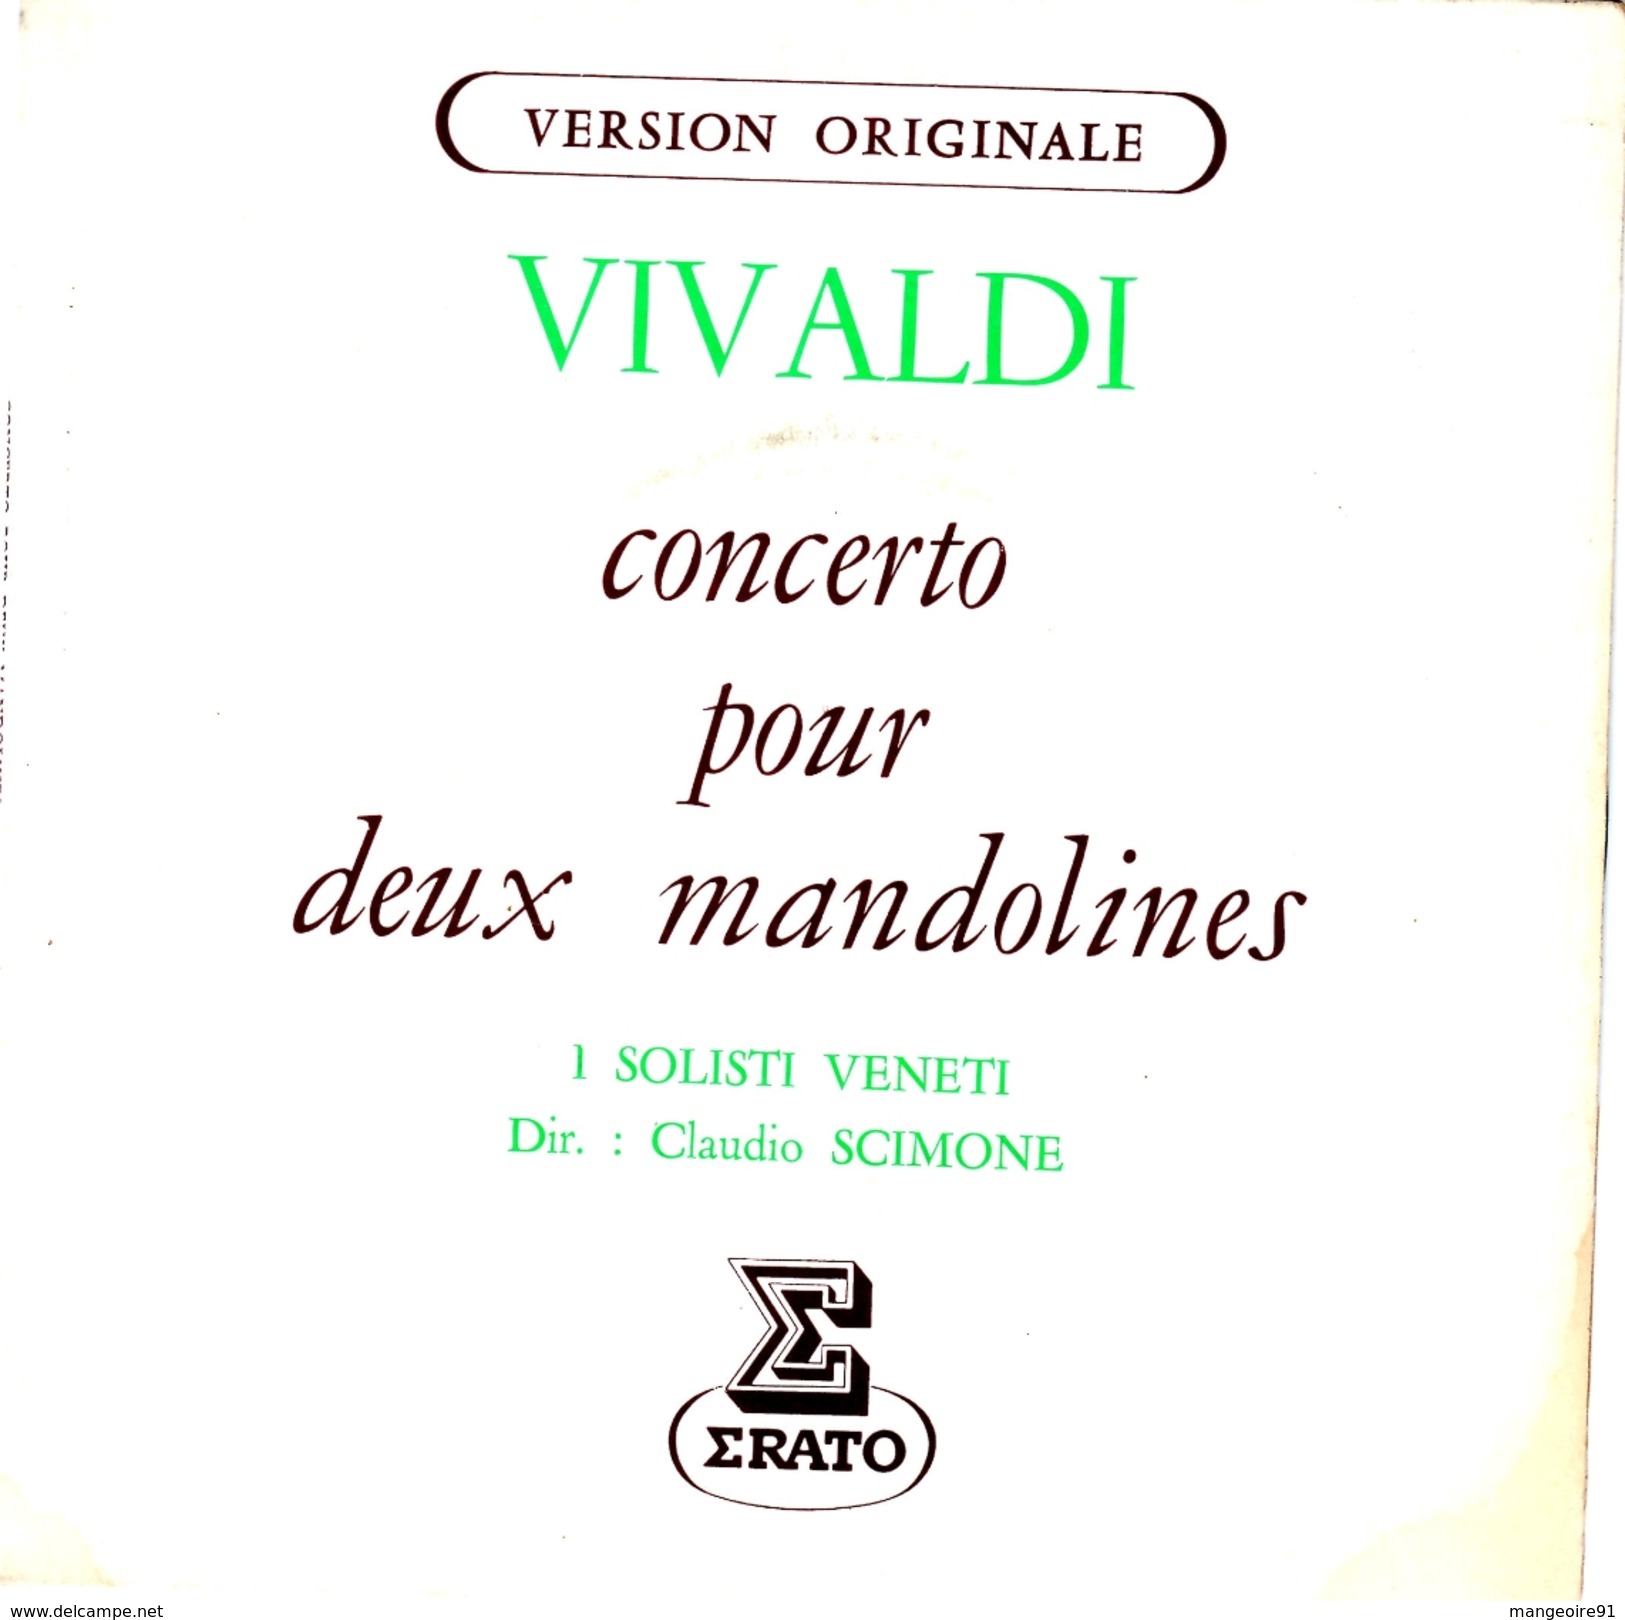 VERSION ORIGINALE
VIVALDI
concerto
pour
deux mandolines
I SOLISTI VENETI
Dir. : Claudio SCIMONE
ΣRATO
www.delcampe.net
mangeoire91